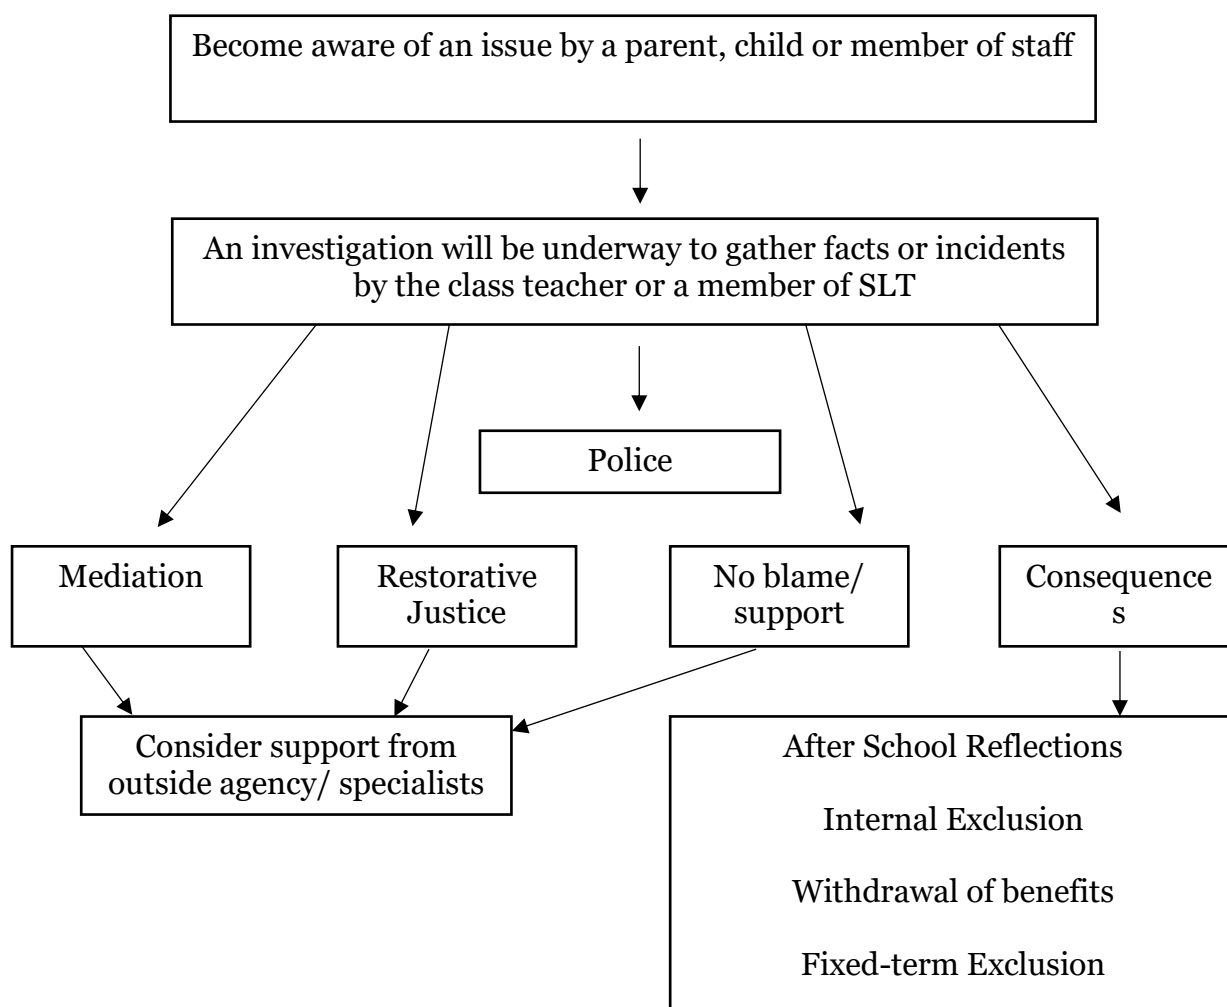 Become aware of an issue by a parent, child or member of staff
An investigation will be underway to gather facts or incidents
by the class teacher or a member of SLT
Police
Mediation
Restorative
Justice
No blame/
support
Consequence
s
Consider support from
outside agency/ specialists
After School Reflections
Internal Exclusion
Withdrawal of benefits
Fixed-term Exclusion